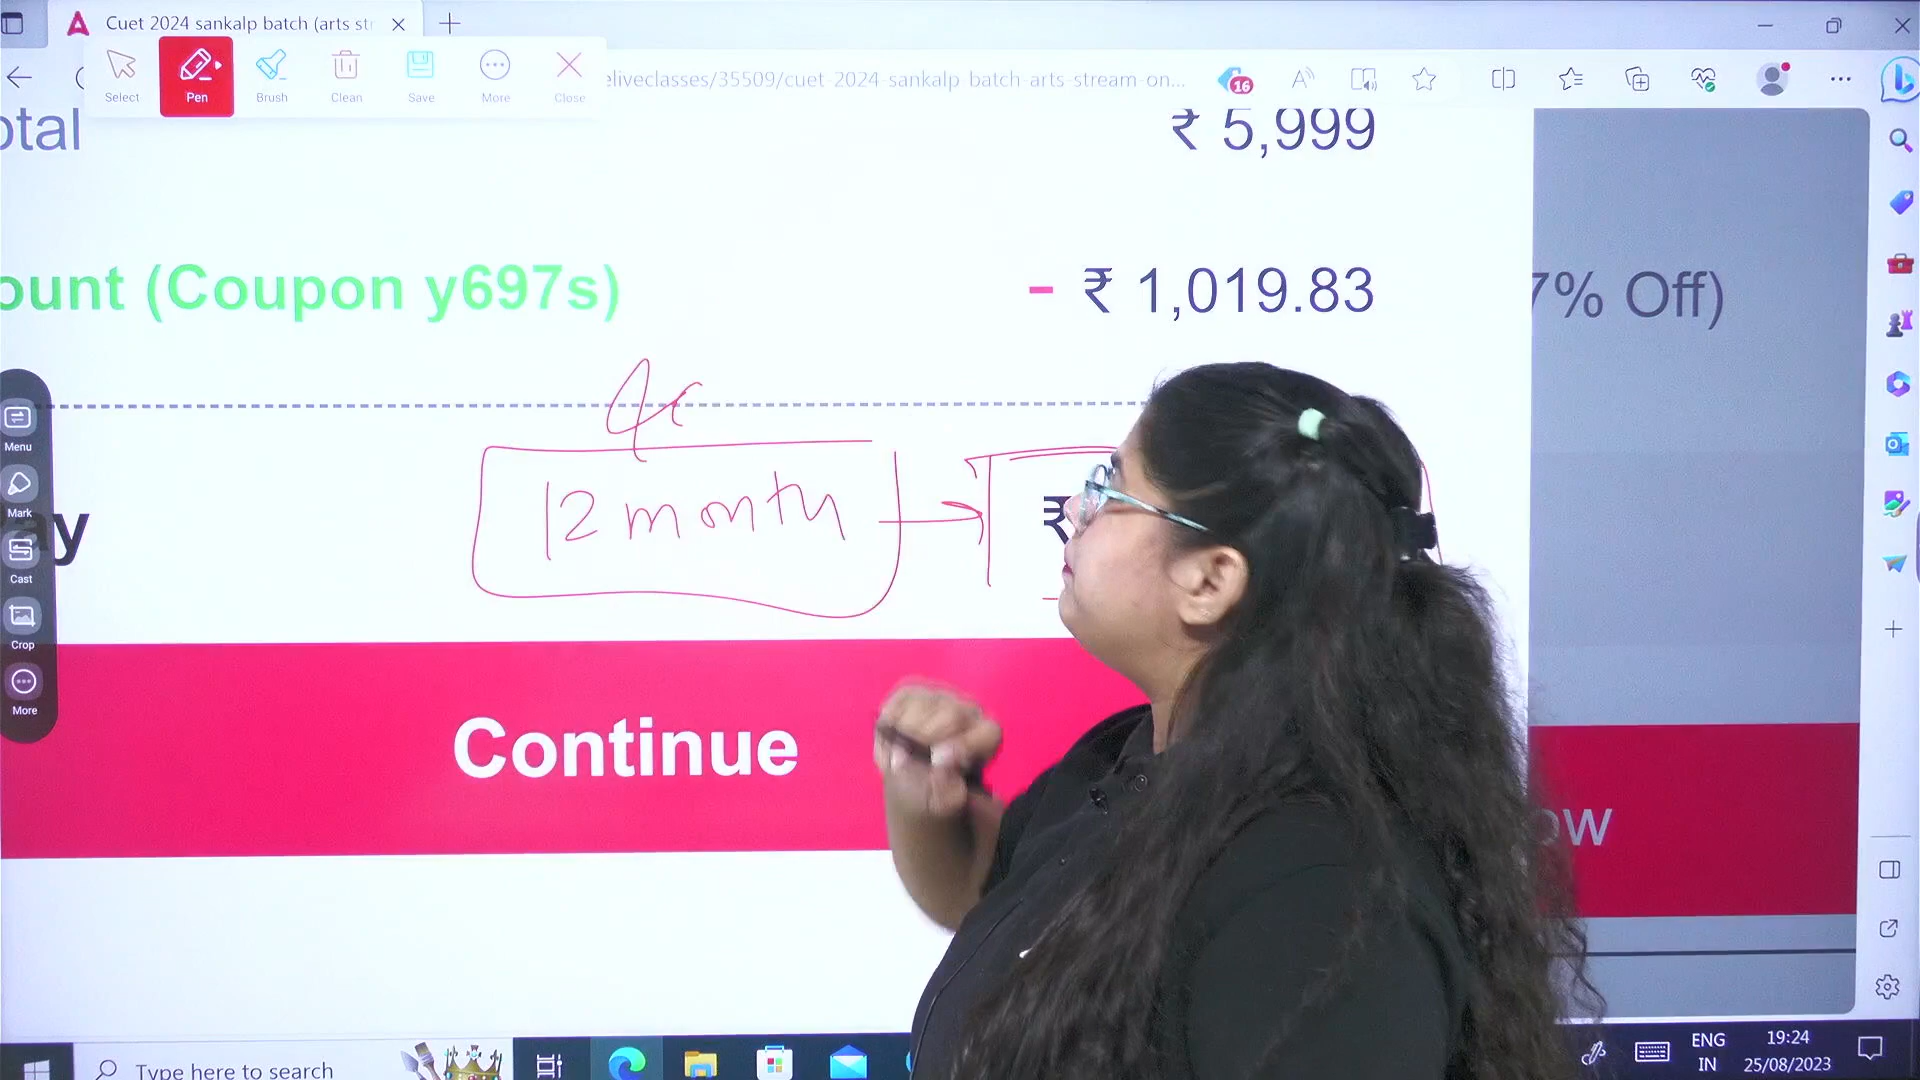 Cuet 2024 sankalp batch (arts str
Select
Pen
Brush
Clean
Save
More
Close
eliveclasses/35509/cuet-2024-sankalp batch-arts-stream-on...
16
otal
₹ 5,999
ount (Coupon y697s)
- ₹ 1,019.83
7% Off)
12 month
ay
₹
Menu
Mark
Cast
Crop
More
Continue
ow
Type here to search
ENG
IN
19:24
25/08/2023